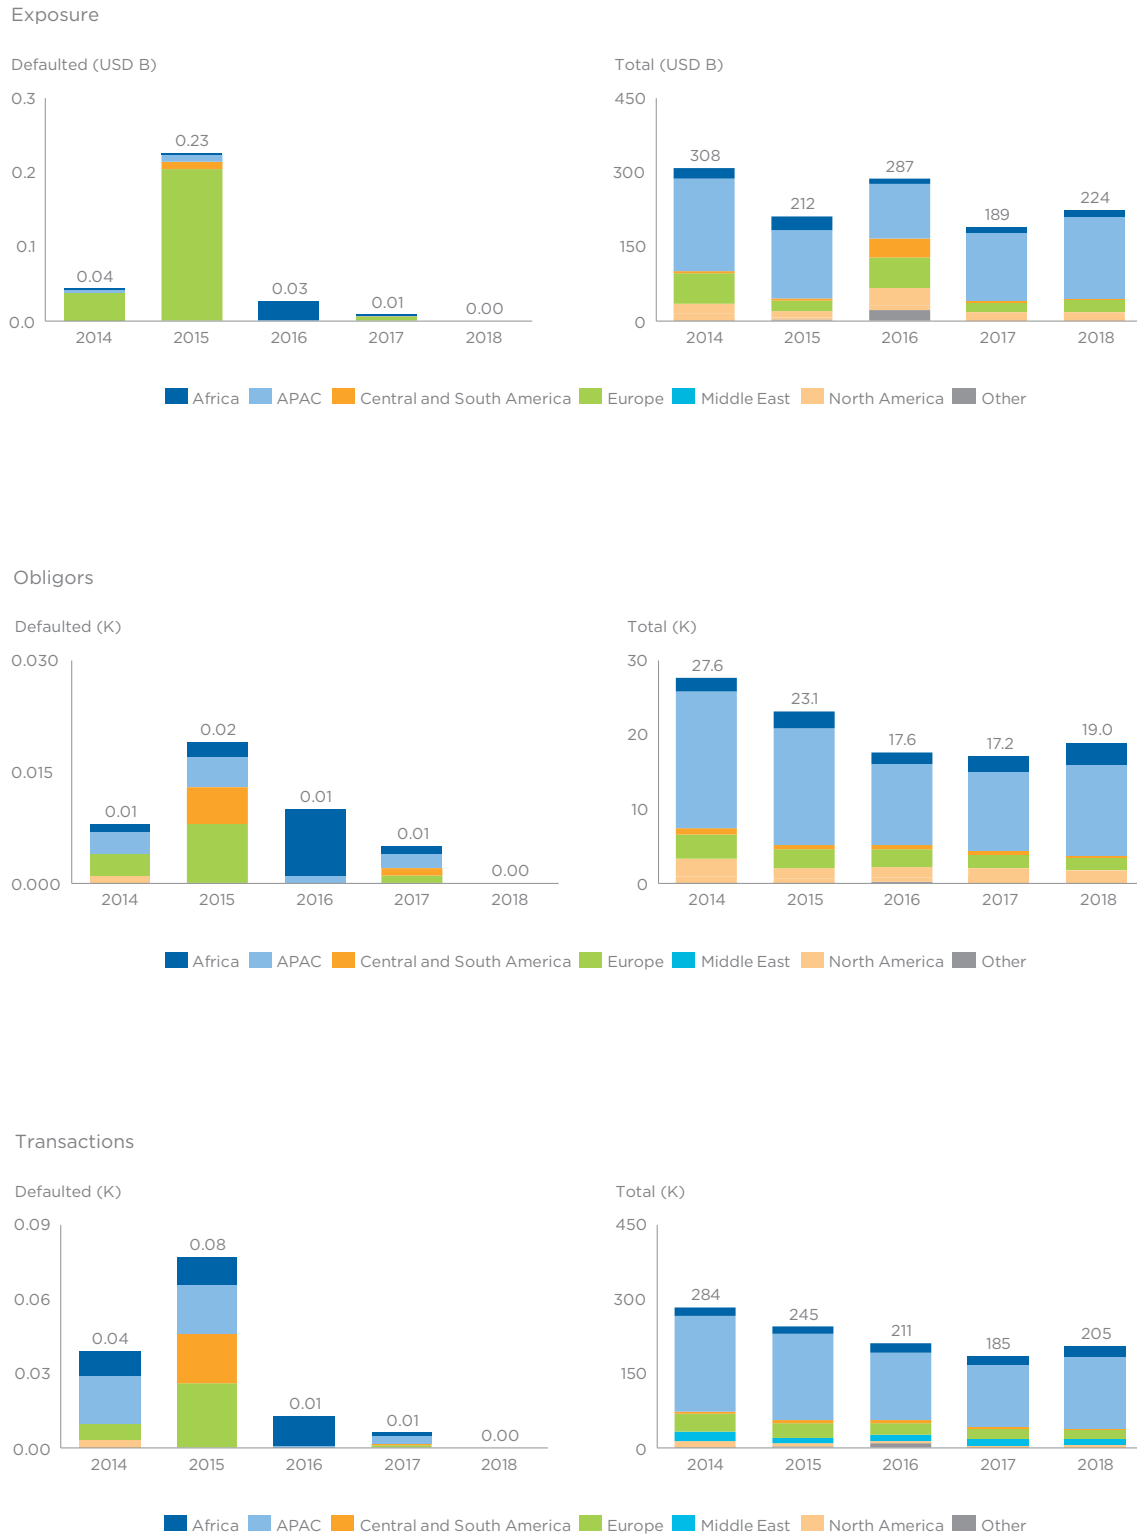 Exposure
Defaulted (USD B)
0.3
0.2
0.1
0.0
0.04
0.23
0.03
0.01
0.00
2014 2015 2016 2017 2018
Total (USD B)
450
300
150
0
308
212
287
189
224
2014 2015 2016 2017 2018
Africa APAC Central and South America Europe Middle East North America Other
Obligors
Defaulted (K)
0.030
0.015
0.000
0.01
0.02
0.01
0.01
0.00
2014 2015 2016 2017 2018
Total (K)
30
20
10
0
27.6
23.1
17.6
17.2
19.0
2014 2015 2016 2017 2018
Africa APAC Central and South America Europe Middle East North America Other
Transactions
Defaulted (K)
0.09
0.06
0.03
0.00
0.04
0.08
0.01
0.01
0.00
2014 2015 2016 2017 2018
Total (K)
450
300
150
0
284
245
211
185
205
2014 2015 2016 2017 2018
Africa APAC Central and South America Europe Middle East North America Other